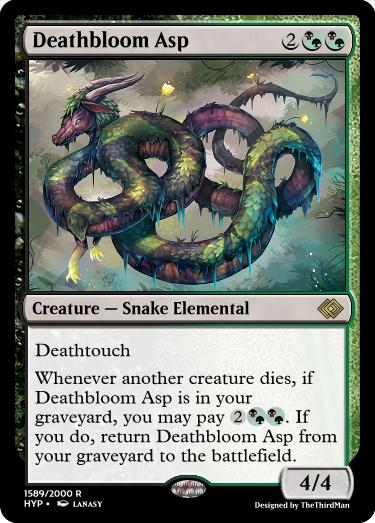 Deathbloom Asp 2
Creature — Snake Elemental
Deathtouch
Whenever another creature dies, if
Deathbloom Asp is in your
graveyard, you may pay 2. If
you do, return Deathbloom Asp from
your graveyard to the battlefield.
4/4
1589/2000 R
HYP • LANASY
Designed by TheThirdMan